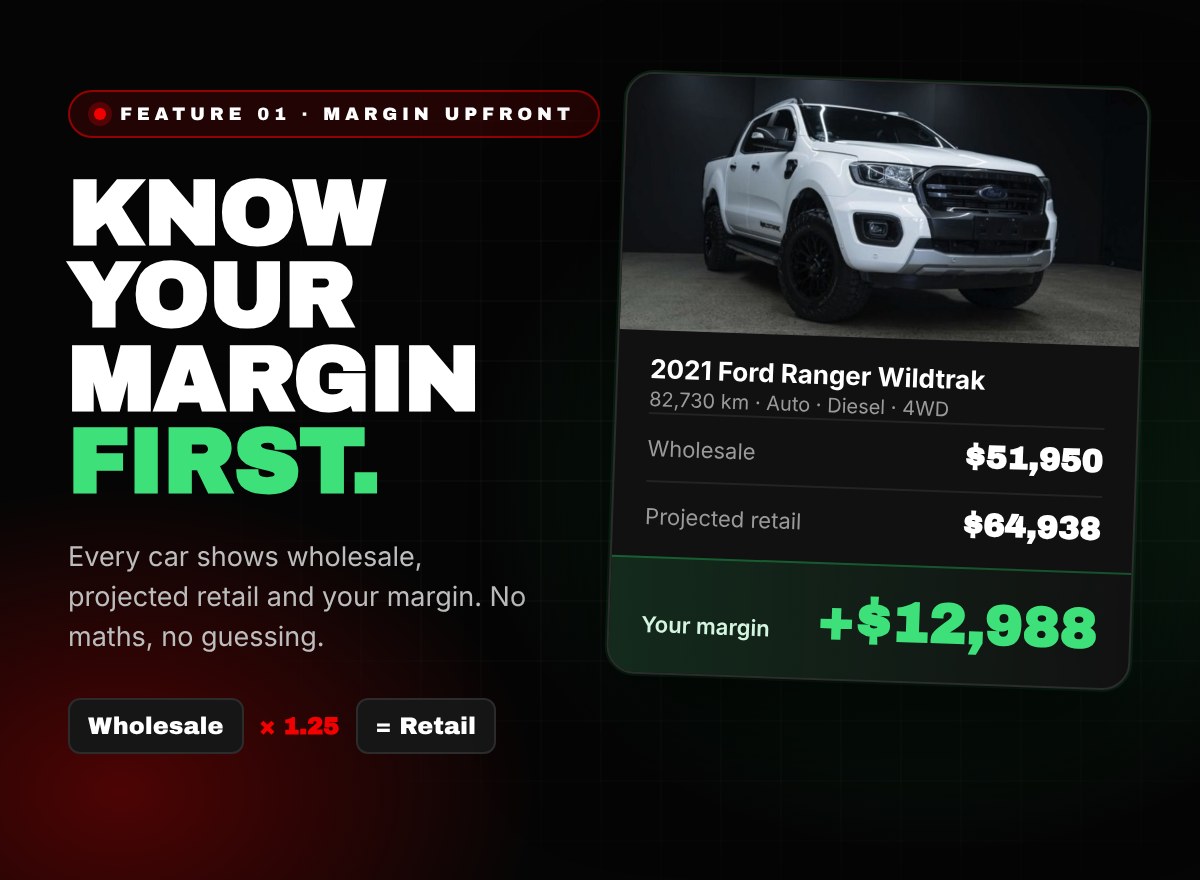 FEATURE 01 · MARGIN UPFRONT
KNOW
YOUR
MARGIN
FIRST.
Every car shows wholesale,
projected retail and your margin. No
maths, no guessing.
Wholesale × 1.25 = Retail
2021 Ford Ranger Wildtrak
82,730 km · Auto · Diesel · 4WD
Wholesale $51,950
Projected retail $64,938
Your margin +$12,988